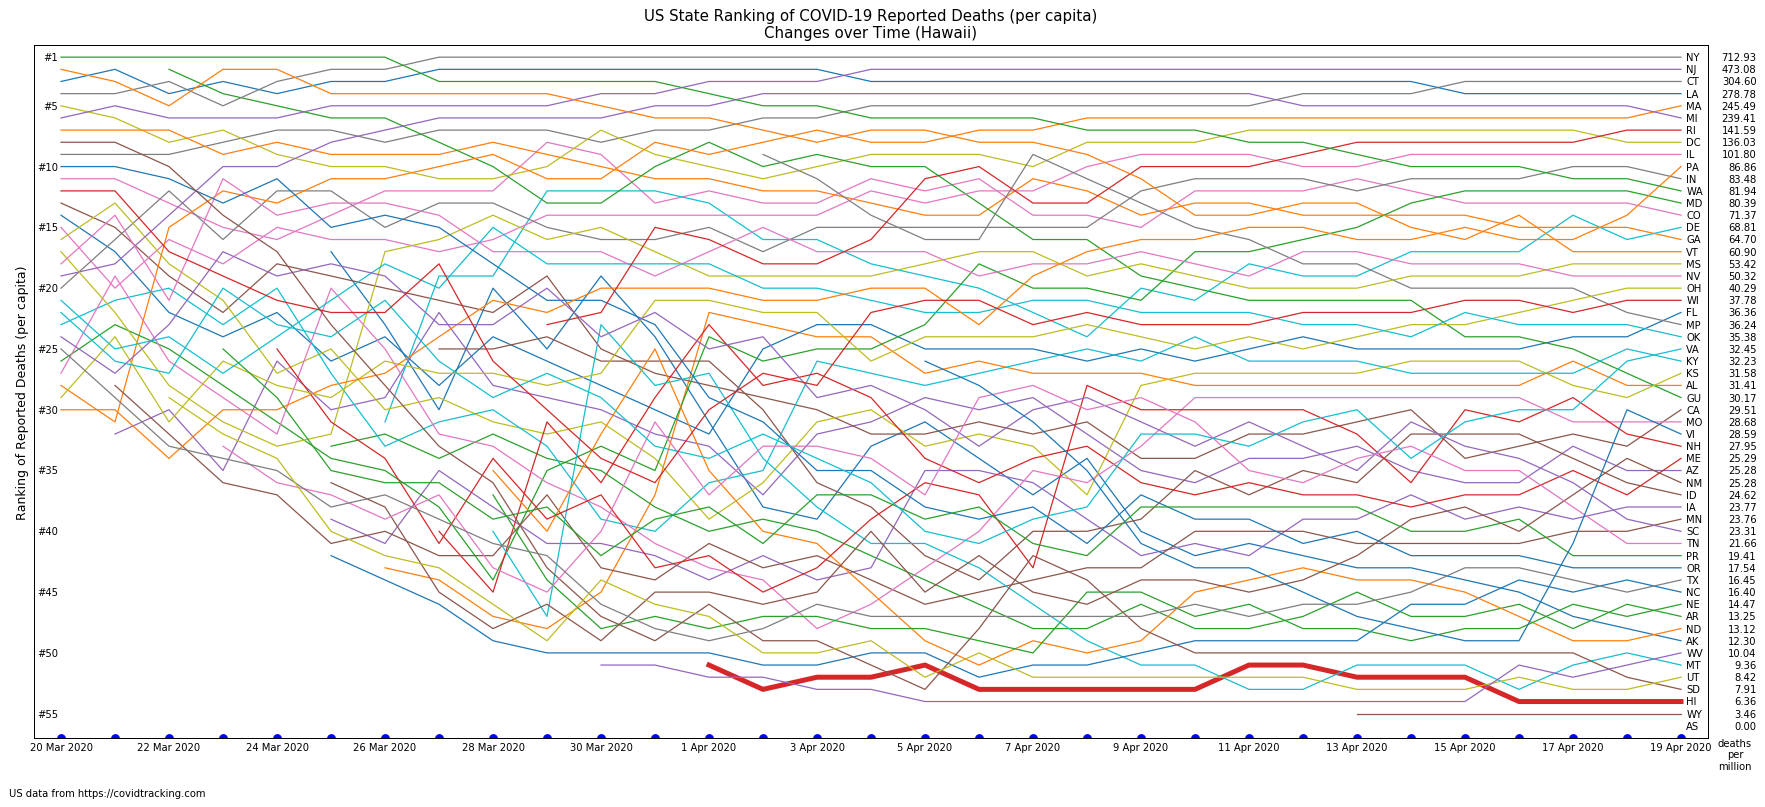 US State Ranking of COVID-19 Reported Deaths (per capita)
Changes over Time (Hawaii)
Ranking of Reported Deaths (per capita)
#1
#5
#10
#15
#20
#25
#30
#35
#40
#45
#50
#55
NY 712.93
NJ 473.08
CT 304.60
LA 278.78
MA 245.49
MI 239.41
RI 141.59
DC 136.03
IL 101.80
PA 86.86
IN 83.48
WA 81.94
MD 80.39
CO 71.37
DE 68.81
GA 64.70
VT 60.90
MS 53.42
NV 50.32
OH 40.29
WI 37.78
FL 36.36
MP 36.24
OK 35.38
VA 32.45
KY 32.23
KS 31.58
AL 31.41
GU 30.17
CA 29.51
MO 28.68
VI 28.59
NH 27.95
ME 25.29
AZ 25.28
NM 25.28
ID 24.62
IA 23.77
MN 23.76
SC 23.31
TN 21.66
PR 19.41
OR 17.54
TX 16.45
NC 16.40
NE 14.47
AR 13.25
ND 13.12
AK 12.30
WV 10.04
MT 9.36
UT 8.42
SD 7.91
HI 6.36
WY 3.46
AS 0.00
20 Mar 2020 22 Mar 2020 24 Mar 2020 26 Mar 2020 28 Mar 2020 30 Mar 2020 1 Apr 2020 3 Apr 2020 5 Apr 2020 7 Apr 2020 9 Apr 2020 11 Apr 2020 13 Apr 2020 15 Apr 2020 17 Apr 2020 19 Apr 2020
deaths
per
million
US data from https://covidtracking.com